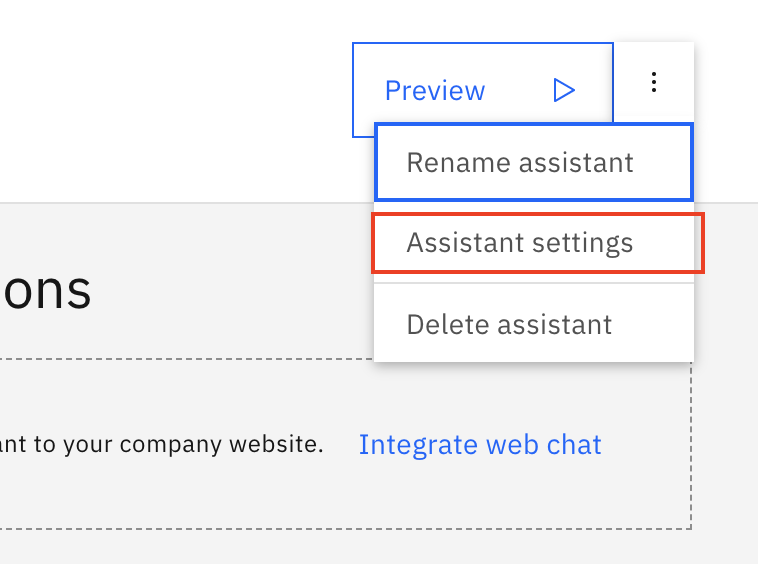 Preview
Rename assistant
Assistant settings
ons
Delete assistant
ant to your company website. Integrate web chat